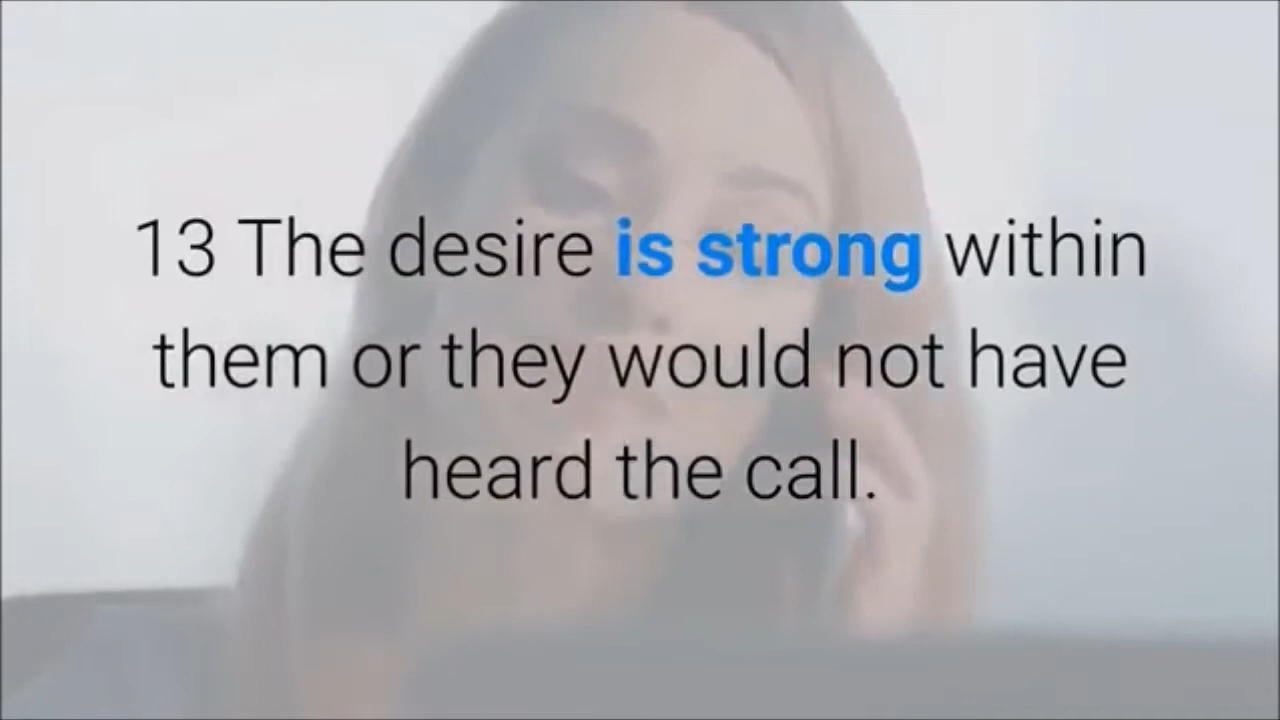 13 The desire is strong within
them or they would not have
heard the call.